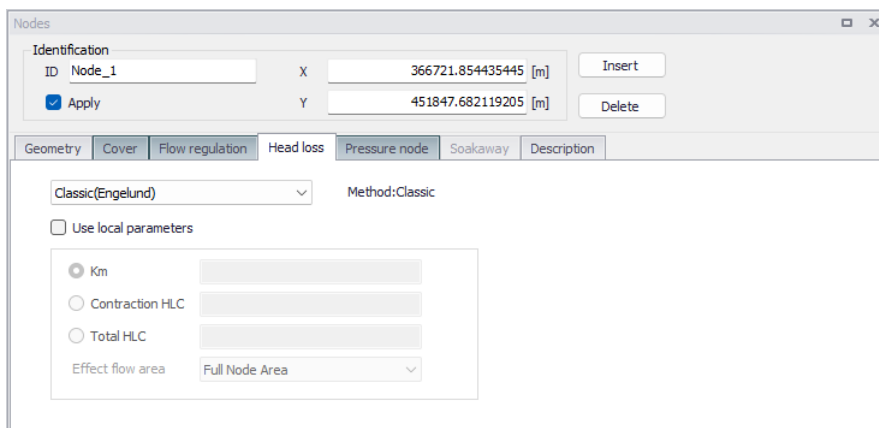 Nodes
Identification
ID Node_1 X 366721.854435445 [m] Insert
Apply Y 451847.682119205 [m] Delete
Geometry Cover Flow regulation Head loss Pressure node Soakaway Description
Classic(Engelund) Method:Classic
Use local parameters
Km
Contraction HLC
Total HLC
Effect flow area Full Node Area